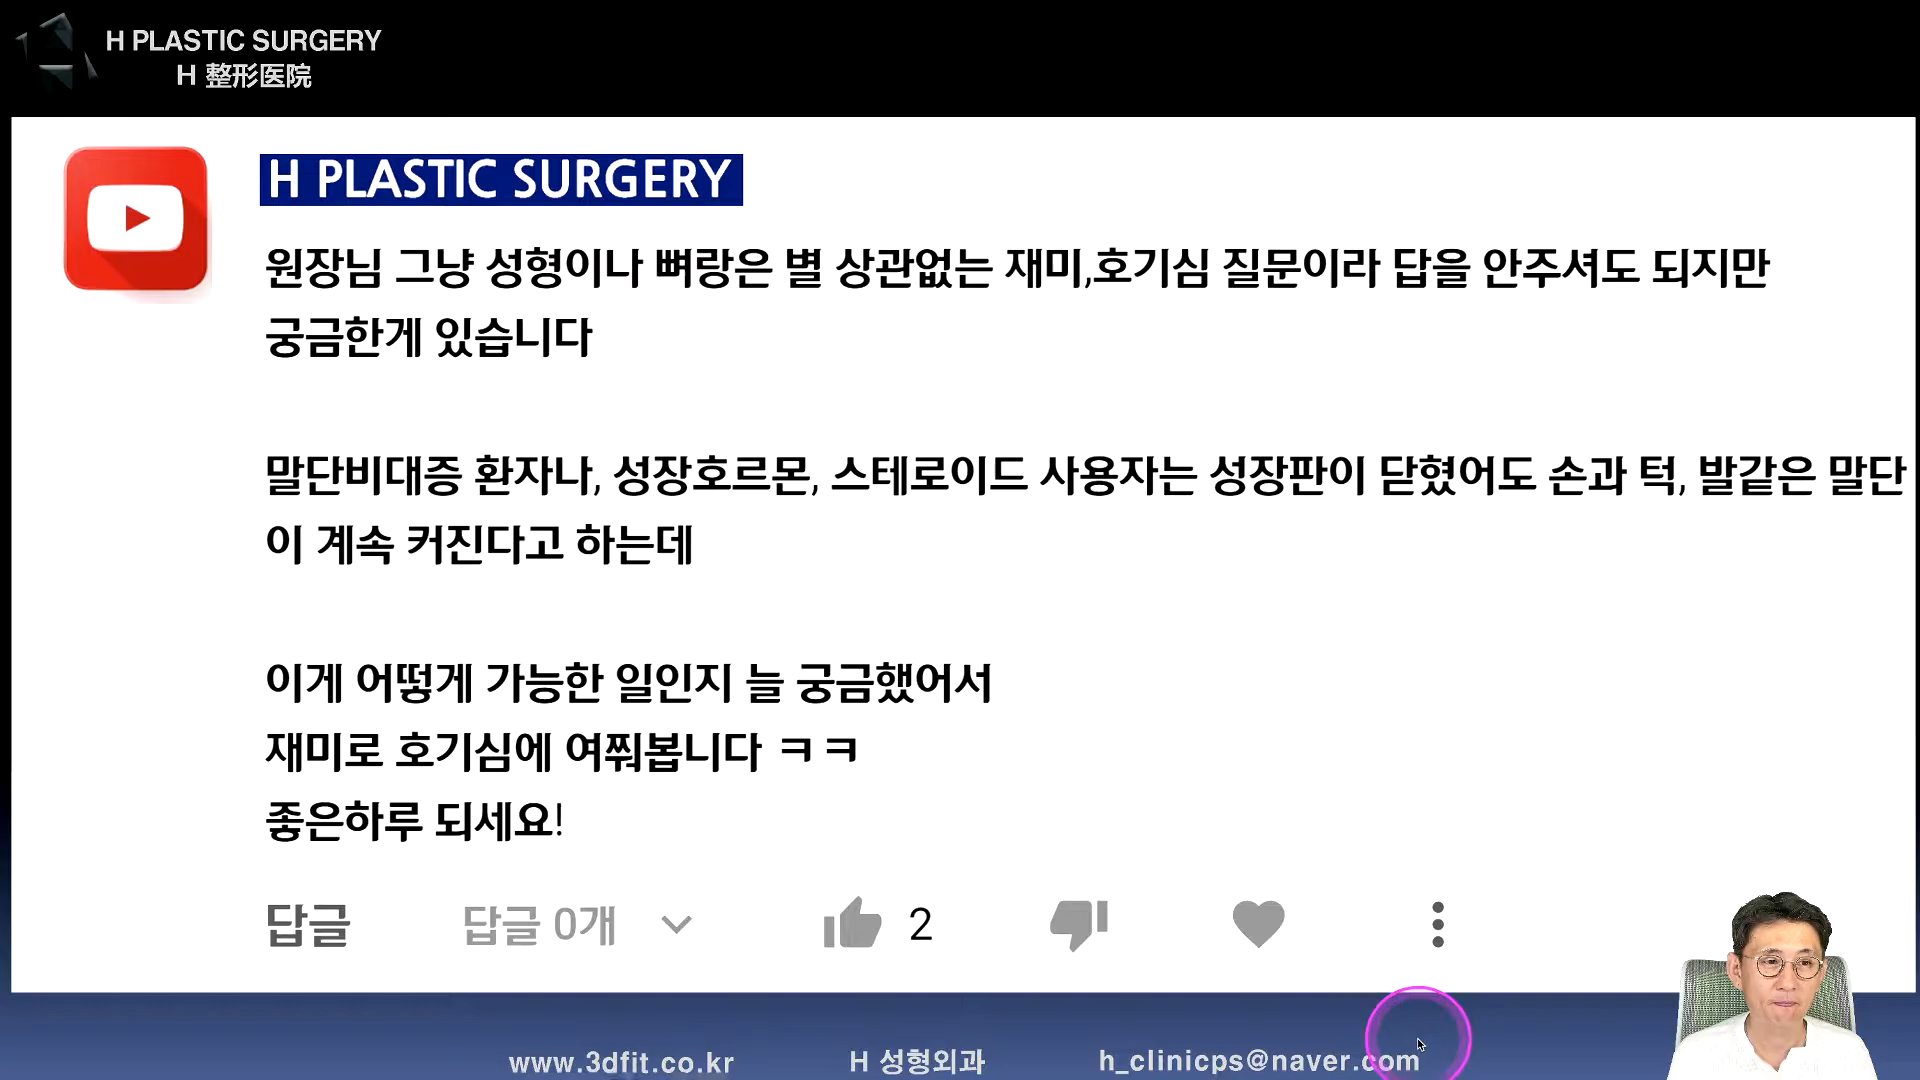 H PLASTIC SURGERY
H 整形医院
H PLASTIC SURGERY
원장님 그냥 성형이나 뼈랑은 별 상관없는 재미,호기심 질문이라 답을 안주셔도 되지만
궁금한게 있습니다
말단비대증 환자나, 성장호르몬, 스테로이드 사용자는 성장판이 닫혔어도 손과 턱, 발같은 말단
이 계속 커진다고 하는데
이게 어떻게 가능한 일인지 늘 궁금했어서
재미로 호기심에 여쭤봅니다 ㅋㅋ
좋은하루 되세요!
답글 답글 0개 2
www.3dfit.co.kr H 성형외과 h_clinicps@naver.com